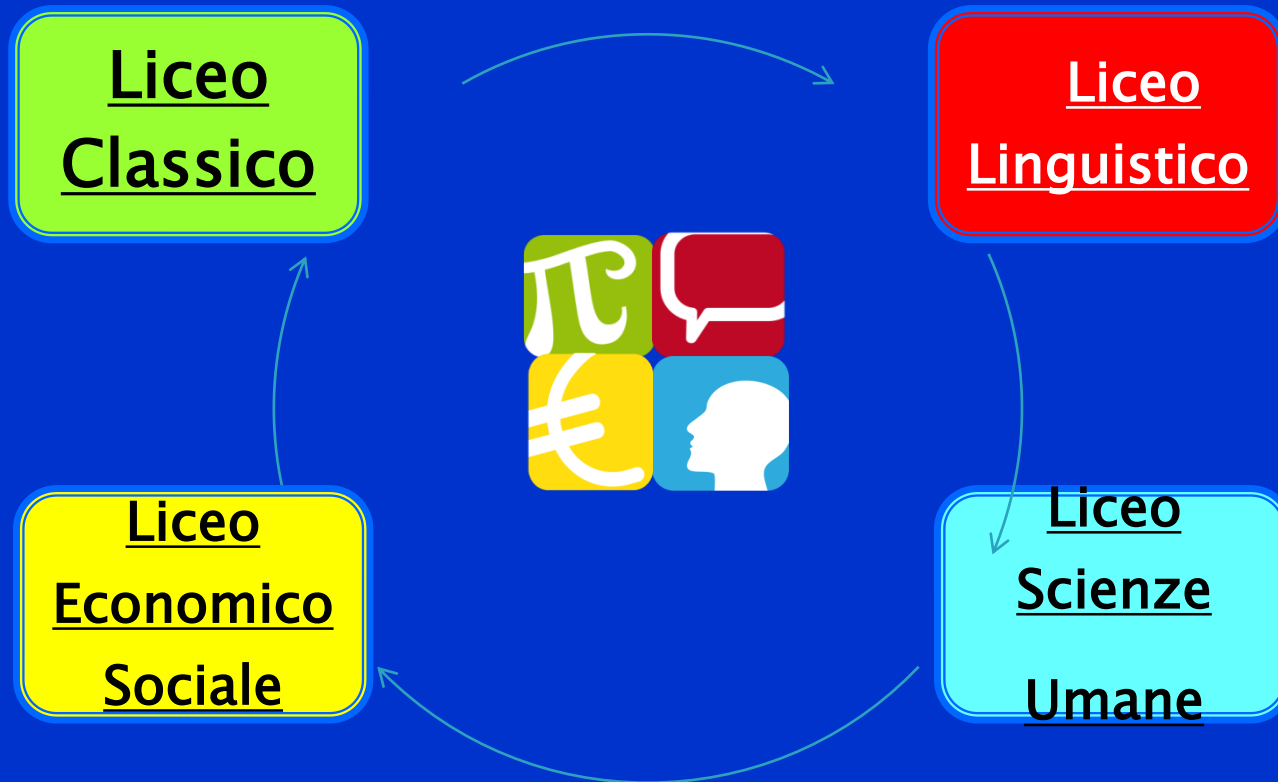 Liceo
Classico
Liceo
Linguistico
π
€
Liceo
Economico
Sociale
Liceo
Scienze
Umane